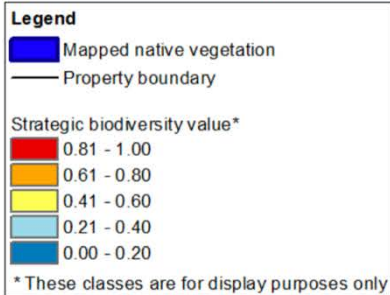 Legend
Mapped native vegetation
Property boundary
Strategic biodiversity value*
0.81 - 1.00
0.61 - 0.80
0.41 - 0.60
0.21 - 0.40
0.00 - 0.20
* These classes are for display purposes only